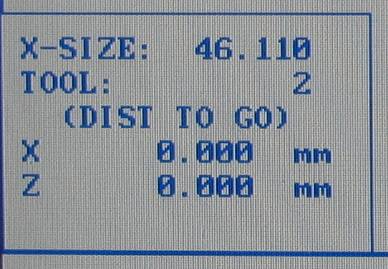 X-SIZE: 46.110
TOOL: 2
(DIST TO GO)
X 0.000 mm
Z 0.000 mm